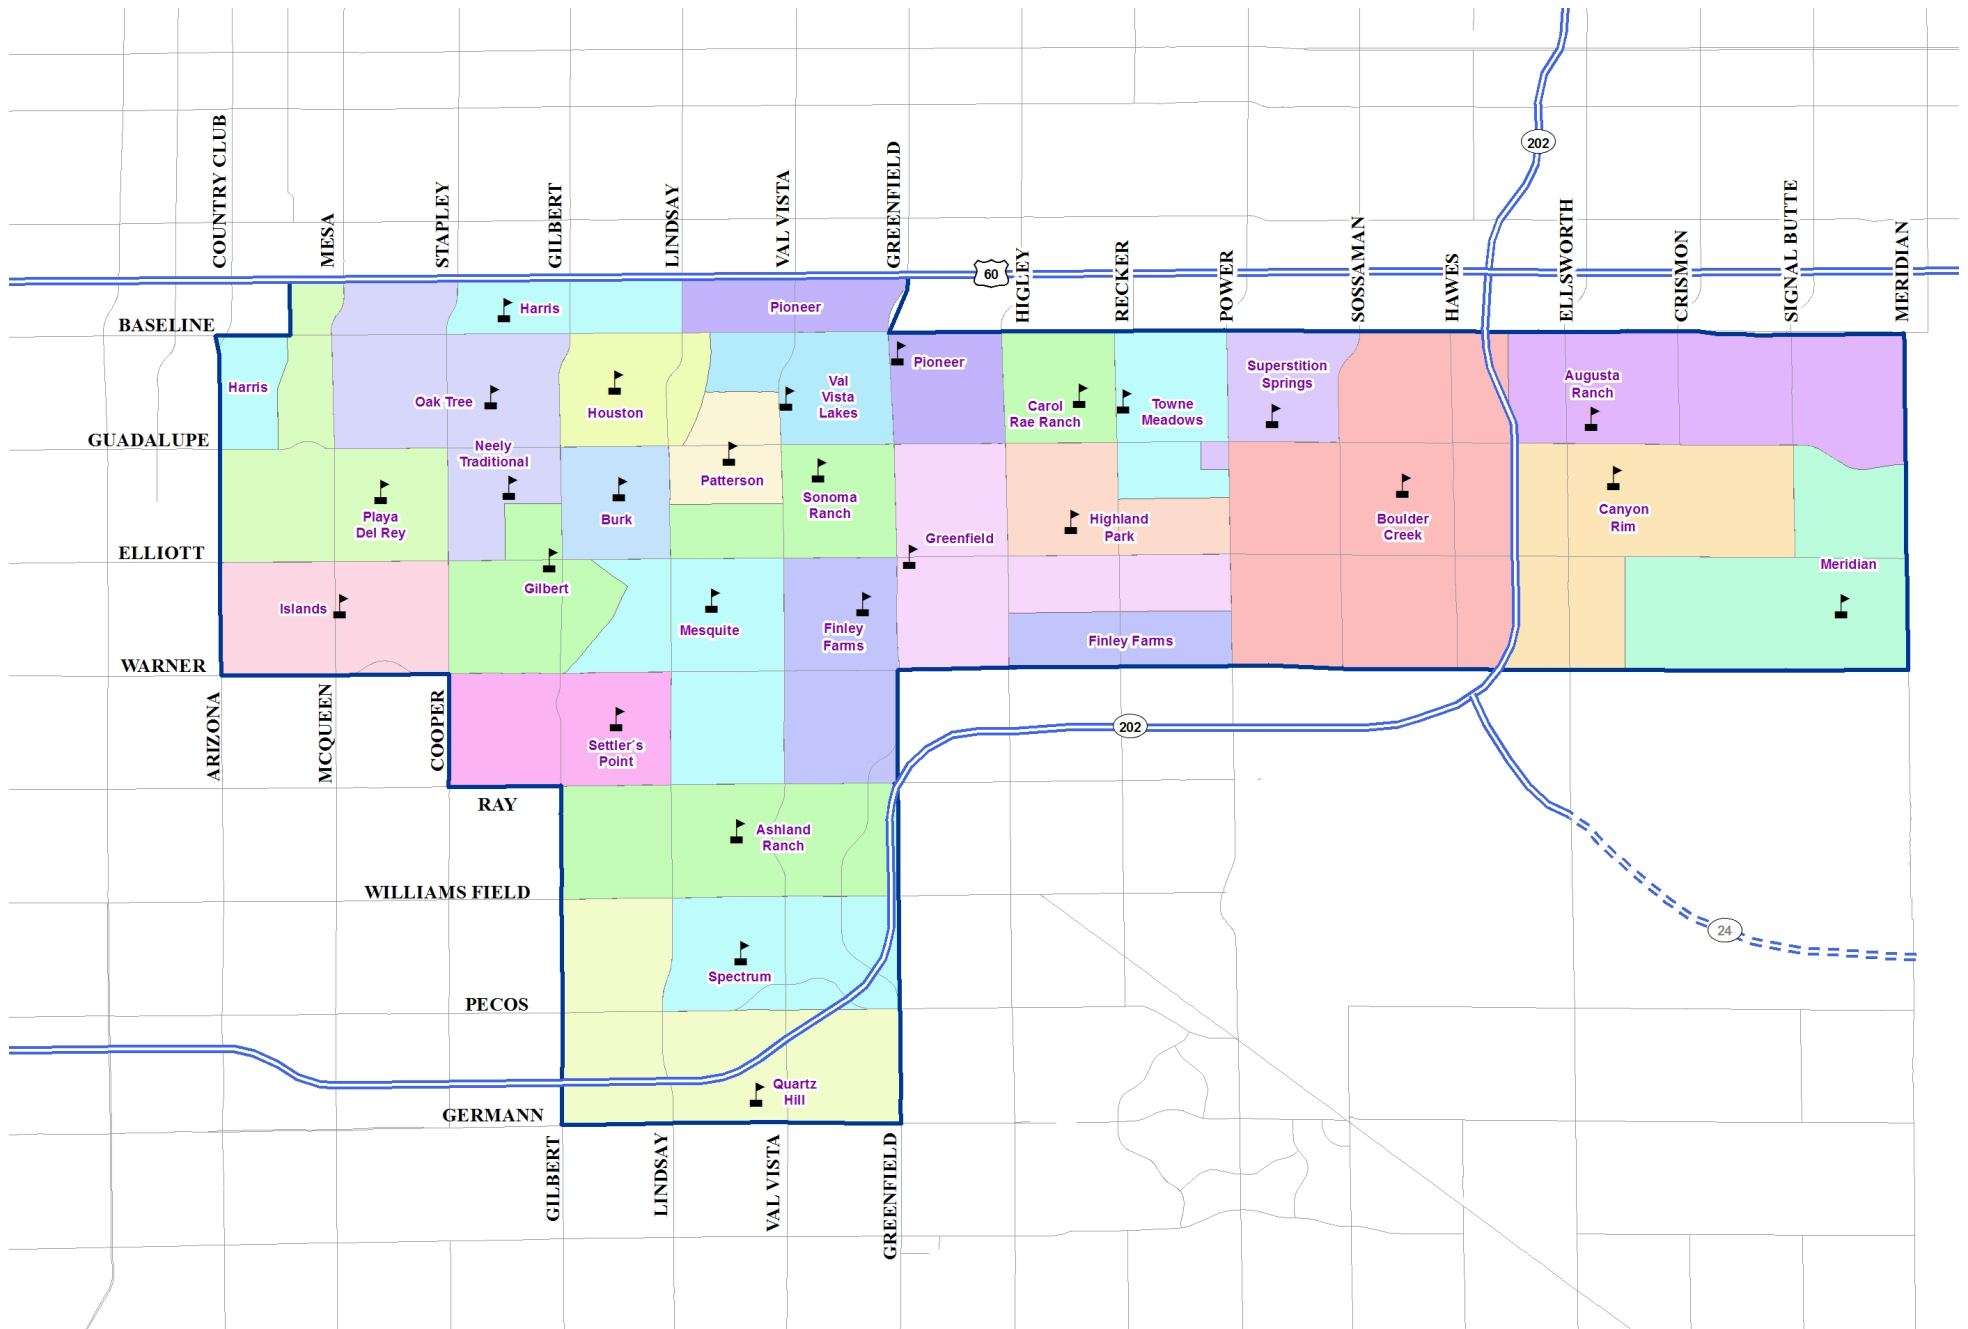 202
COUNTRY CLUB
MESA
STAPLEY
GILBERT
LINDSAY
VAL VISTA
GREENFIELD
HIGLEY
RECKER
POWER
SOSSAMAN
HAWES
ELLSWORTH
CRISMON
SIGNAL BUTTE
MERIDIAN
60
BASELINE
Harris
Pioneer
Harris
Oak Tree
Houston
Val
Vista
Lakes
Pioneer
Carol
Rae Ranch
Towne
Meadows
Superstition
Springs
Augusta
Ranch
GUADALUPE
Neely
Traditional
Playa
Del Rey
Burk
Patterson
Sonoma
Ranch
Greenfield
Highland
Park
Boulder
Creek
Canyon
Rim
ELLIOTT
Meridian
Islands
Gilbert
Mesquite
Finley
Farms
Finley Farms
WARNER
ARIZONA
MCQUEEN
COOPER
Settler´s
Point
202
RAY
Ashland
Ranch
WILLIAMS FIELD
24
Spectrum
PECOS
Quartz
Hill
GERMANN
GILBERT
LINDSAY
VAL VISTA
GREENFIELD